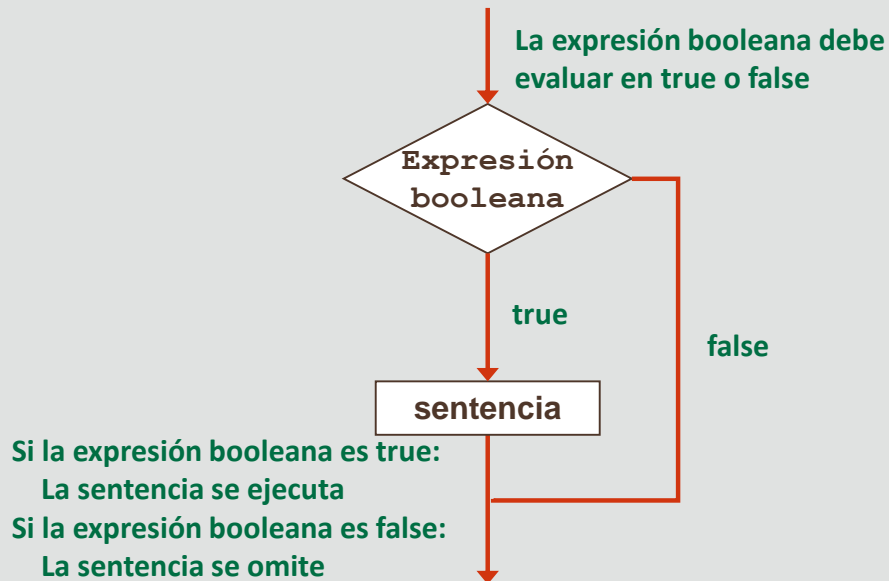 La expresión booleana debe
evaluar en true o false
Expresión
booleana
true
false
sentencia
Si la expresión booleana es true:
La sentencia se ejecuta
Si la expresión booleana es false:
La sentencia se omite